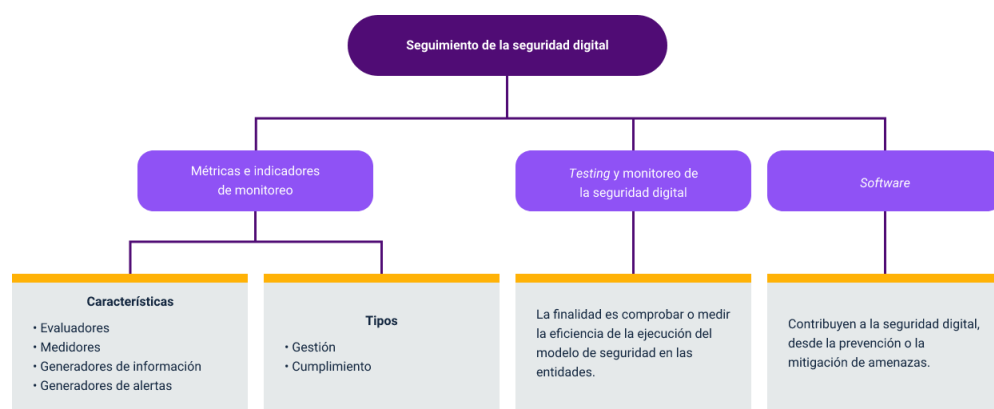 Seguimiento de la seguridad digital
Métricas e indicadores
de monitoreo
Testing y monitoreo de
la seguridad digital
Software
Características
• Evaluadores
• Medidores
• Generadores de información
• Generadores de alertas
Tipos
• Gestión
• Cumplimiento
La finalidad es comprobar o medir
la eficiencia de la ejecución del
modelo de seguridad en las
entidades.
Contribuyen a la seguridad digital,
desde la prevención o la
mitigación de amenazas.